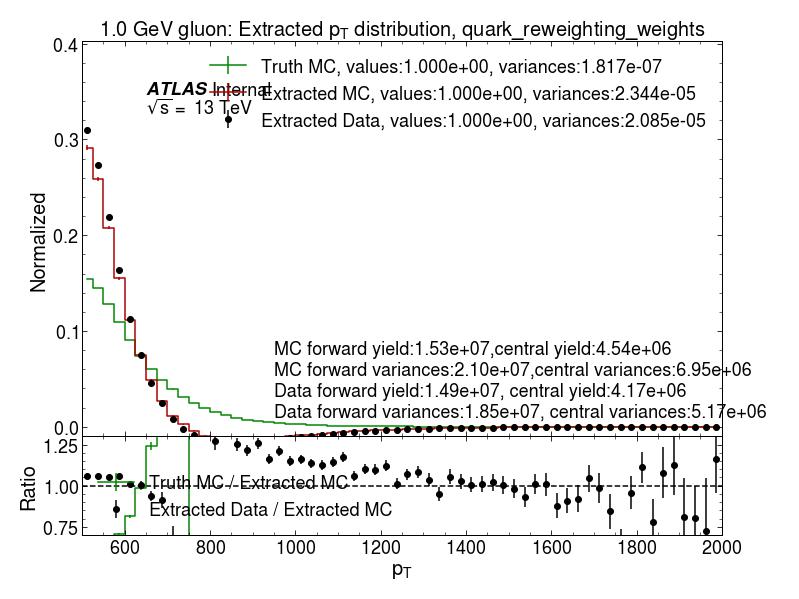 1.0 GeV gluon: Extracted pT distribution, quark_reweighting_weights
0.4
0.3
0.2
0.1
0.0
Normalized
Truth MC, values:1.000e+00, variances:1.817e-07
ATLAS Internal
Extracted MC, values:1.000e+00, variances:2.344e-05
√s = 13 TeV
Extracted Data, values:1.000e+00, variances:2.085e-05
MC forward yield:1.53e+07,central yield:4.54e+06
MC forward variances:2.10e+07,central variances:6.95e+06
Data forward yield:1.49e+07, central yield:4.17e+06
Data forward variances:1.85e+07, central variances:5.17e+06
1.25
1.00
0.75
Ratio
Truth MC / Extracted MC
Extracted Data / Extracted MC
600 800 1000 1200 1400 1600 1800 2000
pT